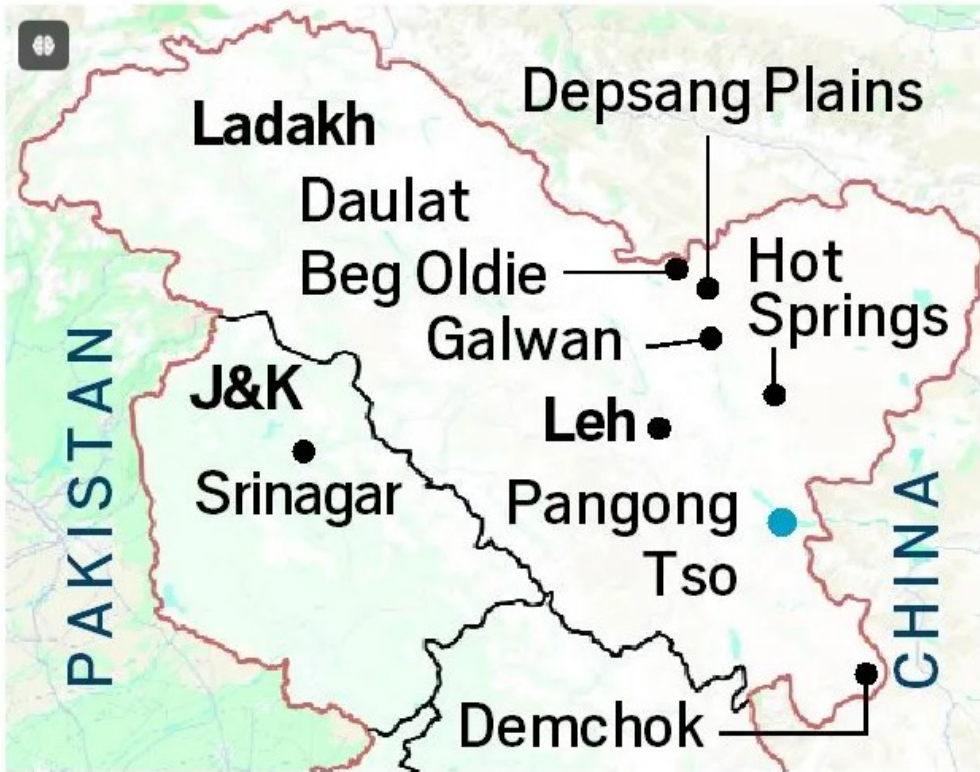 Depsang Plains
Ladakh
Daulat
Beg Oldie
Hot
Springs
Galwan
J&K
Leh
Srinagar
Pangong
Tso
PAKISTAN
CHINA
Demchok